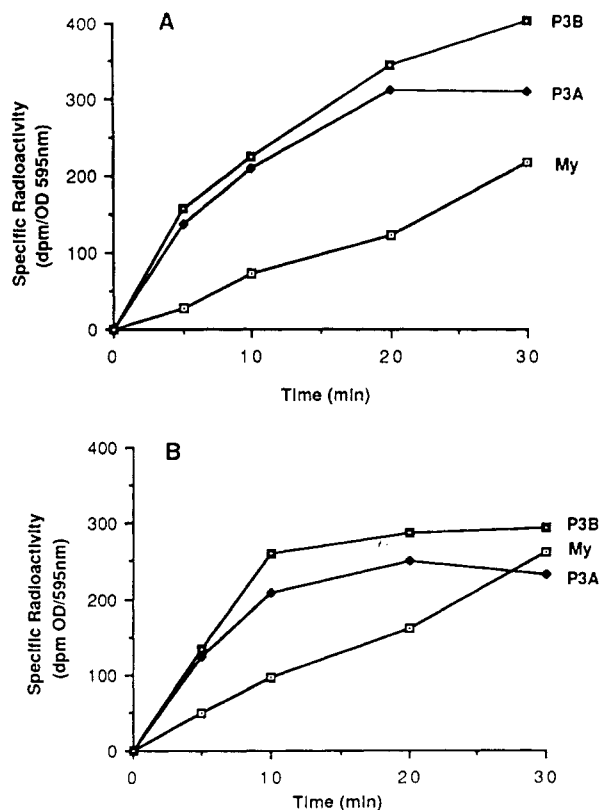 A
400
300
200
100
0
Specific Radioactivity
(dpm/OD 595nm)
P3B
P3A
My
0 10 20 30
Time (min)
B
400
300
200
100
0
Specific Radioactivity
(dpm OD/595nm)
P3B
My
P3A
0 10 20 30
Time (min)